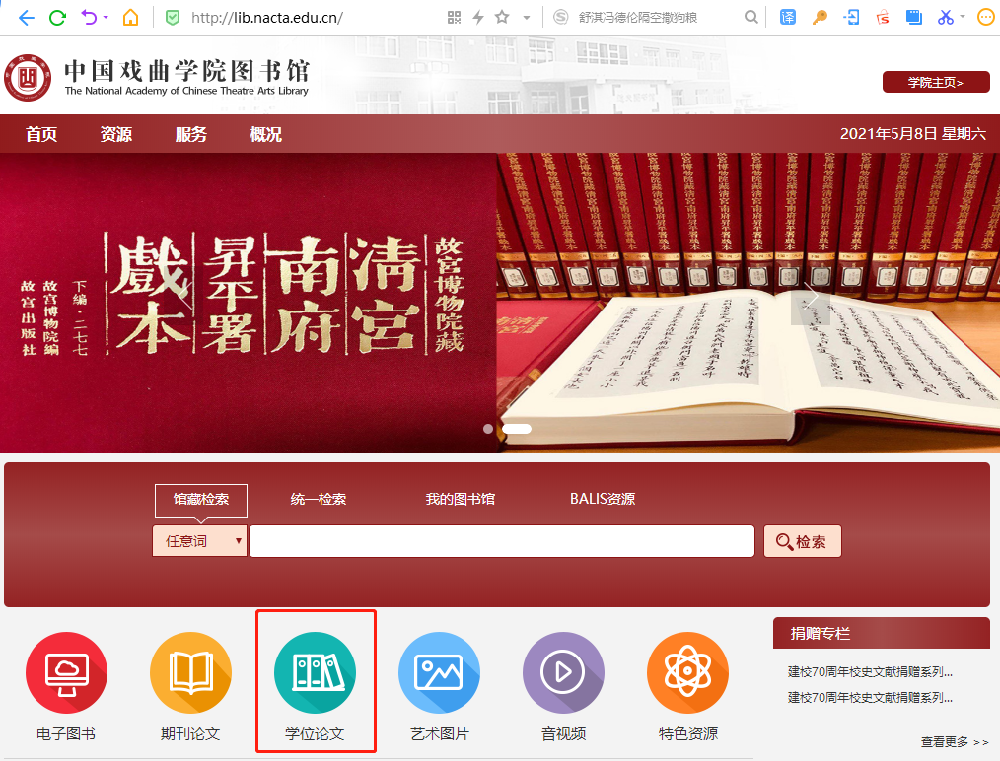 http://lib.nacta.edu.cn/
舒淇冯德伦隔空撒狗粮
译
中国戏曲学院图书馆
The National Academy of Chinese Theatre Arts Library
学院主页>
首页 资源 服务 概况
2021年5月8日 星期六
故宫博物院藏
清宫
南府
昇平署
戲本
下编·二七七
故宫博物院编
故宫出版社
馆藏检索 统一检索 我的图书馆 BALIS资源
任意词
检索
电子图书 期刊论文 学位论文 艺术图片 音视频 特色资源
捐赠专栏
建校70周年校史文献捐赠系列...
建校70周年校史文献捐赠系列...
查看更多 >>